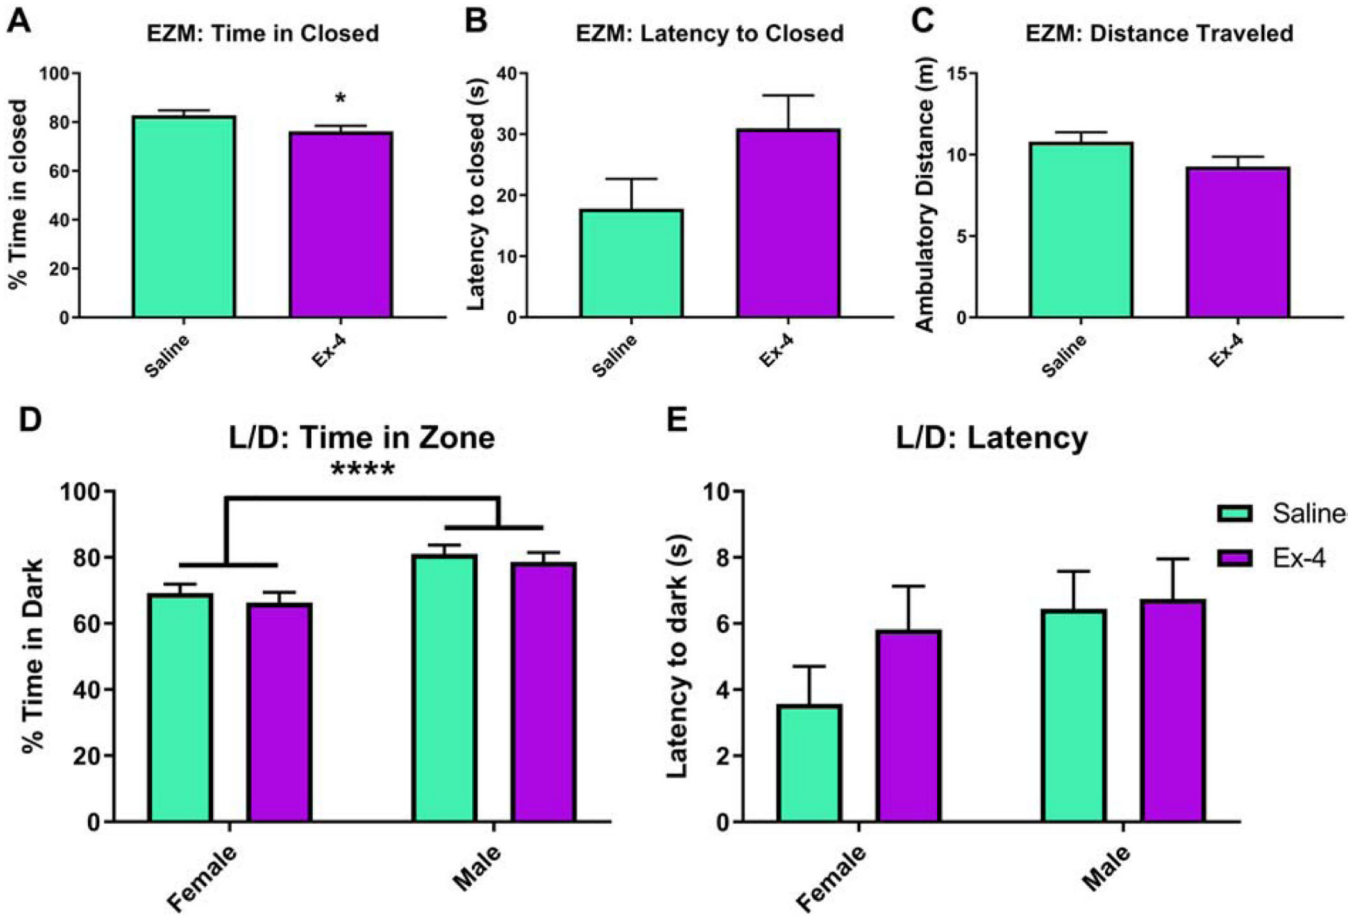 A
EZM: Time in Closed
% Time in closed
100
80
60
40
20
0
*
Saline
Ex-4
B
EZM: Latency to Closed
Latency to closed (s)
40
30
20
10
0
Saline
Ex-4
C
EZM: Distance Traveled
Ambulatory Distance (m)
15
10
5
0
Saline
Ex-4
D
L/D: Time in Zone
****
% Time in Dark
100
80
60
40
20
0
Female
Male
E
L/D: Latency
Latency to dark (s)
10
8
6
4
2
0
Female
Male
Saline
Ex-4